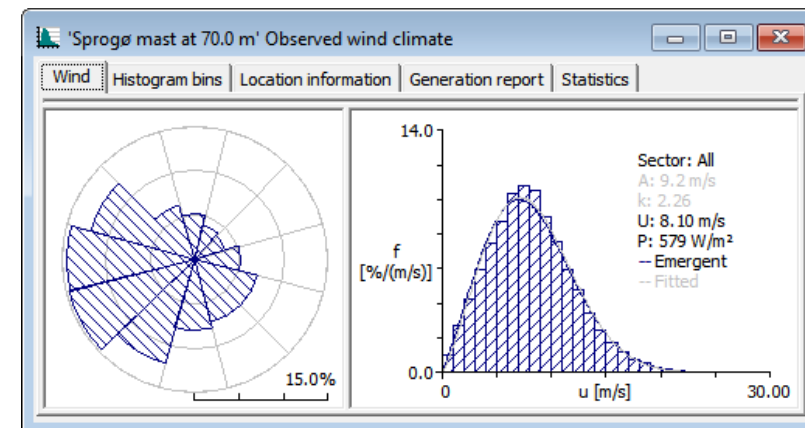 'Sprogø mast at 70.0 m' Observed wind climate
Wind Histogram bins Location information Generation report Statistics
15.0%
14.0
f
[%/(m/s)]
0.0
0 u [m/s] 30.00
Sector: All
A: 9.2 m/s
k: 2.26
U: 8.10 m/s
P: 579 W/m²
-- Emergent
-- Fitted